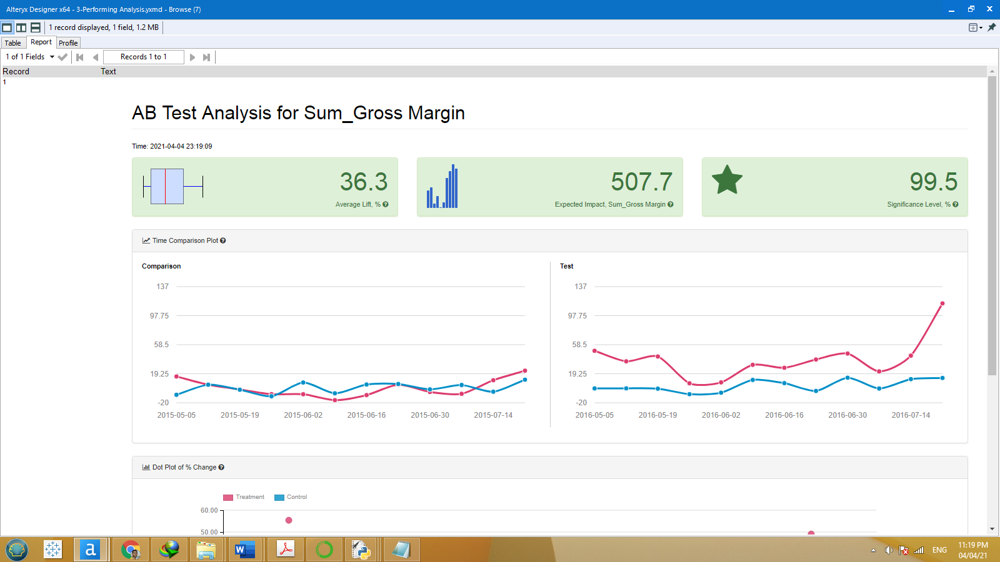 Alteryx Designer x64 - 3-Performing Analysis.yxmd - Browse (7)
1 record displayed, 1 field, 1.2 MB
Table Report Profile
1 of 1 Fields Records 1 to 1
Record Text
1
AB Test Analysis for Sum_Gross Margin
Time: 2021-04-04 23:19:09
36.3
Average Lift, %
507.7
Expected Impact, Sum_Gross Margin
99.5
Significance Level, %
Time Comparison Plot
Comparison
137
97.75
58.5
19.25
-20
2015-05-05 2015-05-19 2015-06-02 2015-06-16 2015-06-30 2015-07-14
Test
137
97.75
58.5
19.25
-20
2016-05-05 2016-05-19 2016-06-02 2016-06-16 2016-06-30 2016-07-14
Dot Plot of % Change
Treatment Control
60.00
50.00
ENG
11:19 PM
04/04/21